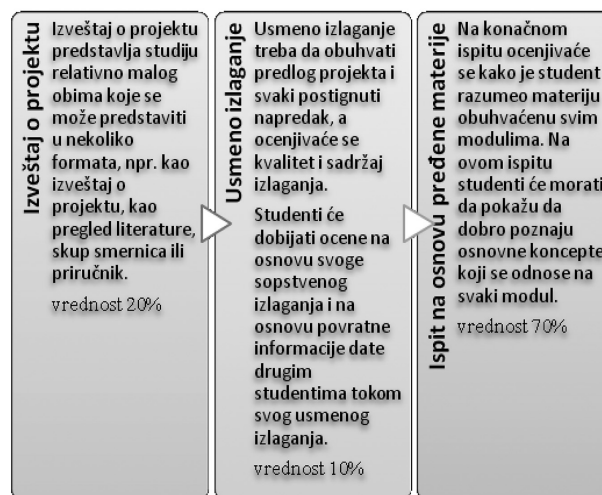 Izveštaj o projektu
Izveštaj o projektu
predstavlja studiju
relativno malog
obima koje se
može predstaviti
u nekoliko
formata, npr. kao
izveštaj o
projektu, kao
pregled literature,
skup smernica ili
priručnik.
vrednost 20%
Usmeno izlaganje
Usmeno izlaganje
treba da obuhvati
predlog projekta i
svaki postignuti
napredak, a
ocenjivaće se
kvalitet i sadržaj
izlaganja.
Studenti će
dobijati ocene na
osnovu svoge
sopstvenog
izlaganja i na
osnovu povratne
informacije date
drugim
studentima tokom
svog usmenog
izlaganja.
vrednost 10%
Ispit na osnovu pređene materije
Na konačnom
ispitu ocenjivaće
se kako je student
razumeo materiju
obuhvaćenu svim
modulima. Na
ovom ispitu
studenti će morati
da pokažu da
dobro poznaju
osnovne koncepte
koji se odnose na
svaki modul.
vrednost 70%